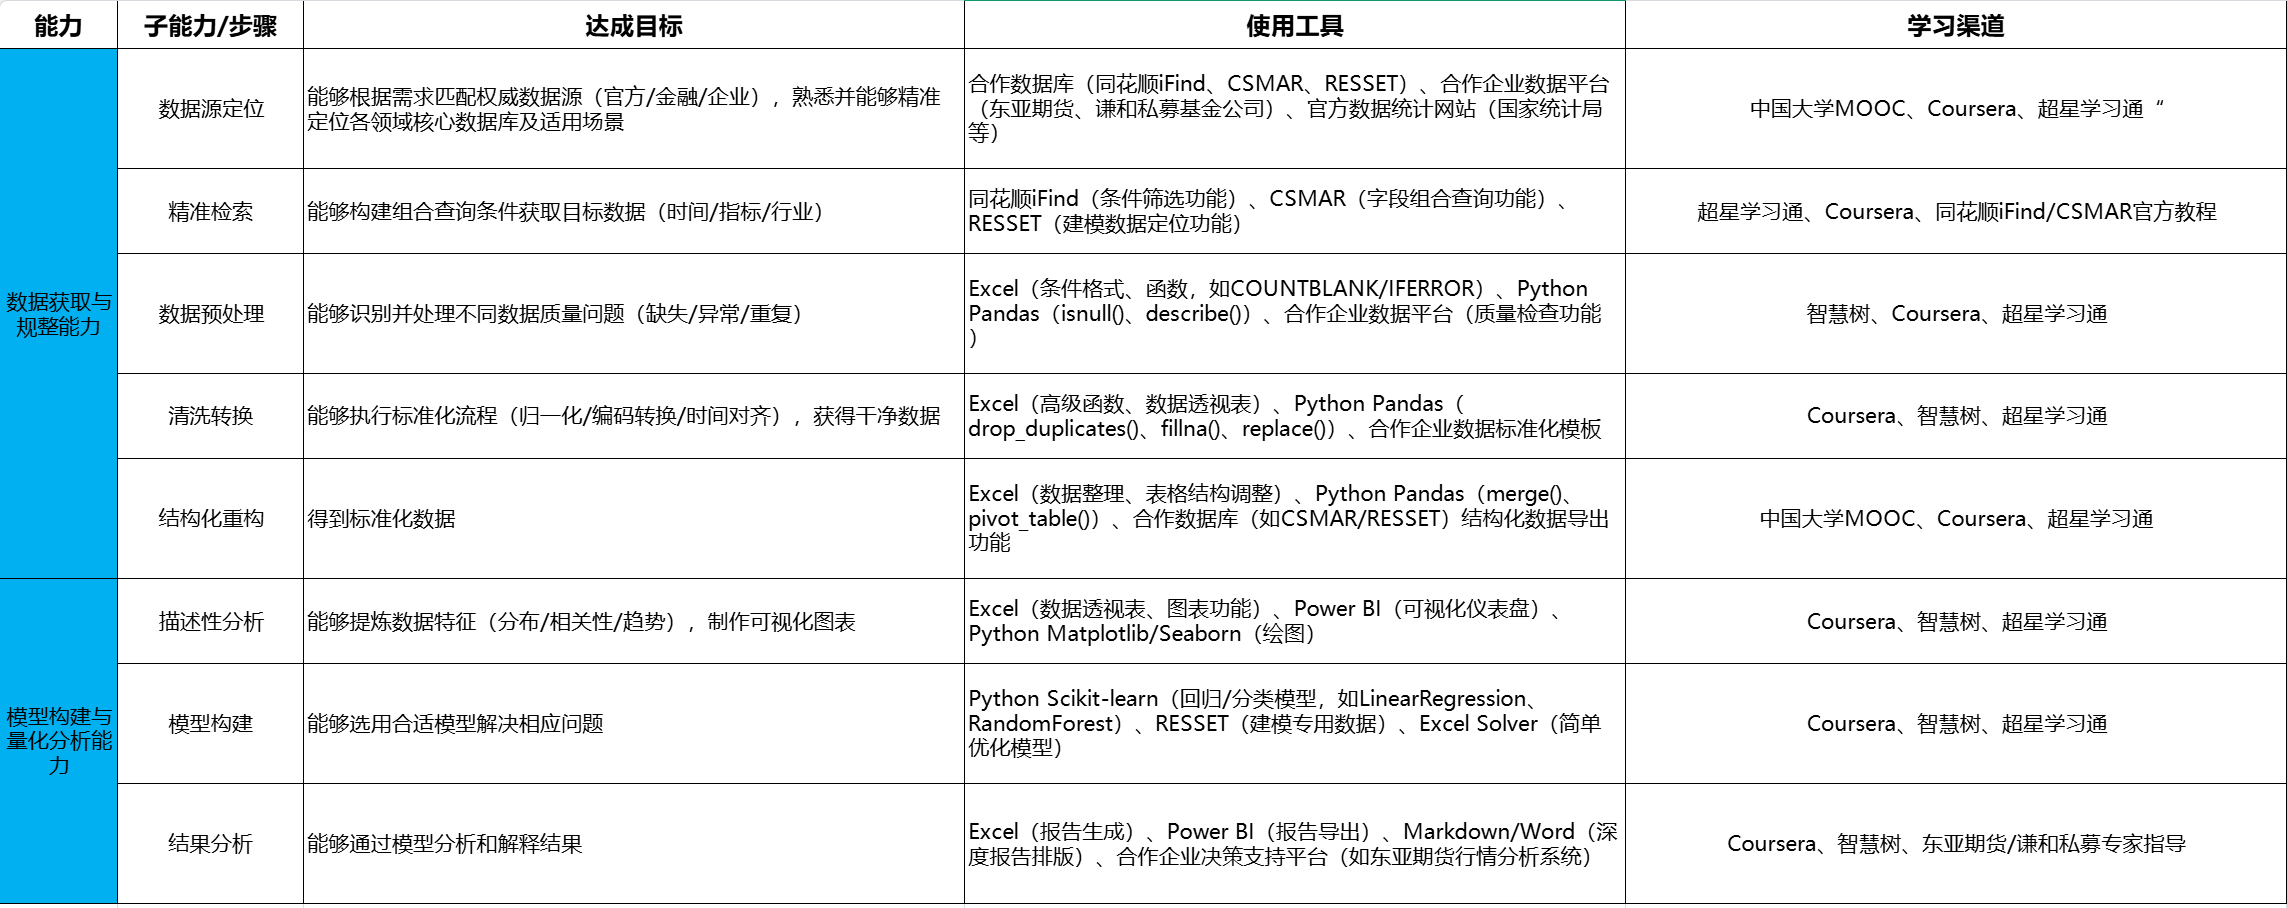 能力
子能力/步骤
达成目标
使用工具
学习渠道
数据获取与
规整能力
数据源定位
能够根据需求匹配权威数据源（官方/金融/企业），熟悉并能够精准
定位各领域核心数据库及适用场景
合作数据库（同花顺iFind、CSMAR、RESSET）、合作企业数据平台
（东亚期货、谦和私募基金公司）、官方数据统计网站（国家统计局
等）
中国大学MOOC、Coursera、超星学习通“
精准检索
能够构建组合查询条件获取目标数据（时间/指标/行业）
同花顺iFind（条件筛选功能）、CSMAR（字段组合查询功能）、
RESSET（建模数据定位功能）
超星学习通、Coursera、同花顺iFind/CSMAR官方教程
数据预处理
能够识别并处理不同数据质量问题（缺失/异常/重复）
Excel（条件格式、函数，如COUNTBLANK/IFERROR）、Python
Pandas（isnull()、describe()）、合作企业数据平台（质量检查功能
）
智慧树、Coursera、超星学习通
清洗转换
能够执行标准化流程（归一化/编码转换/时间对齐），获得干净数据
Excel（高级函数、数据透视表）、Python Pandas（
drop_duplicates()、fillna()、replace()）、合作企业数据标准化模板
Coursera、智慧树、超星学习通
结构化重构
得到标准化数据
Excel（数据整理、表格结构调整）、Python Pandas（merge()、
pivot_table()）、合作数据库（如CSMAR/RESSET）结构化数据导出
功能
中国大学MOOC、Coursera、超星学习通
模型构建与
量化分析能
力
描述性分析
能够提炼数据特征（分布/相关性/趋势），制作可视化图表
Excel（数据透视表、图表功能）、Power BI（可视化仪表盘）、
Python Matplotlib/Seaborn（绘图）
Coursera、智慧树、超星学习通
模型构建
能够选用合适模型解决相应问题
Python Scikit-learn（回归/分类模型，如LinearRegression、
RandomForest）、RESSET（建模专用数据）、Excel Solver（简单
优化模型）
Coursera、智慧树、超星学习通
结果分析
能够通过模型分析和解释结果
Excel（报告生成）、Power BI（报告导出）、Markdown/Word（深
度报告排版）、合作企业决策支持平台（如东亚期货行情分析系统）
Coursera、智慧树、东亚期货/谦和私募专家指导